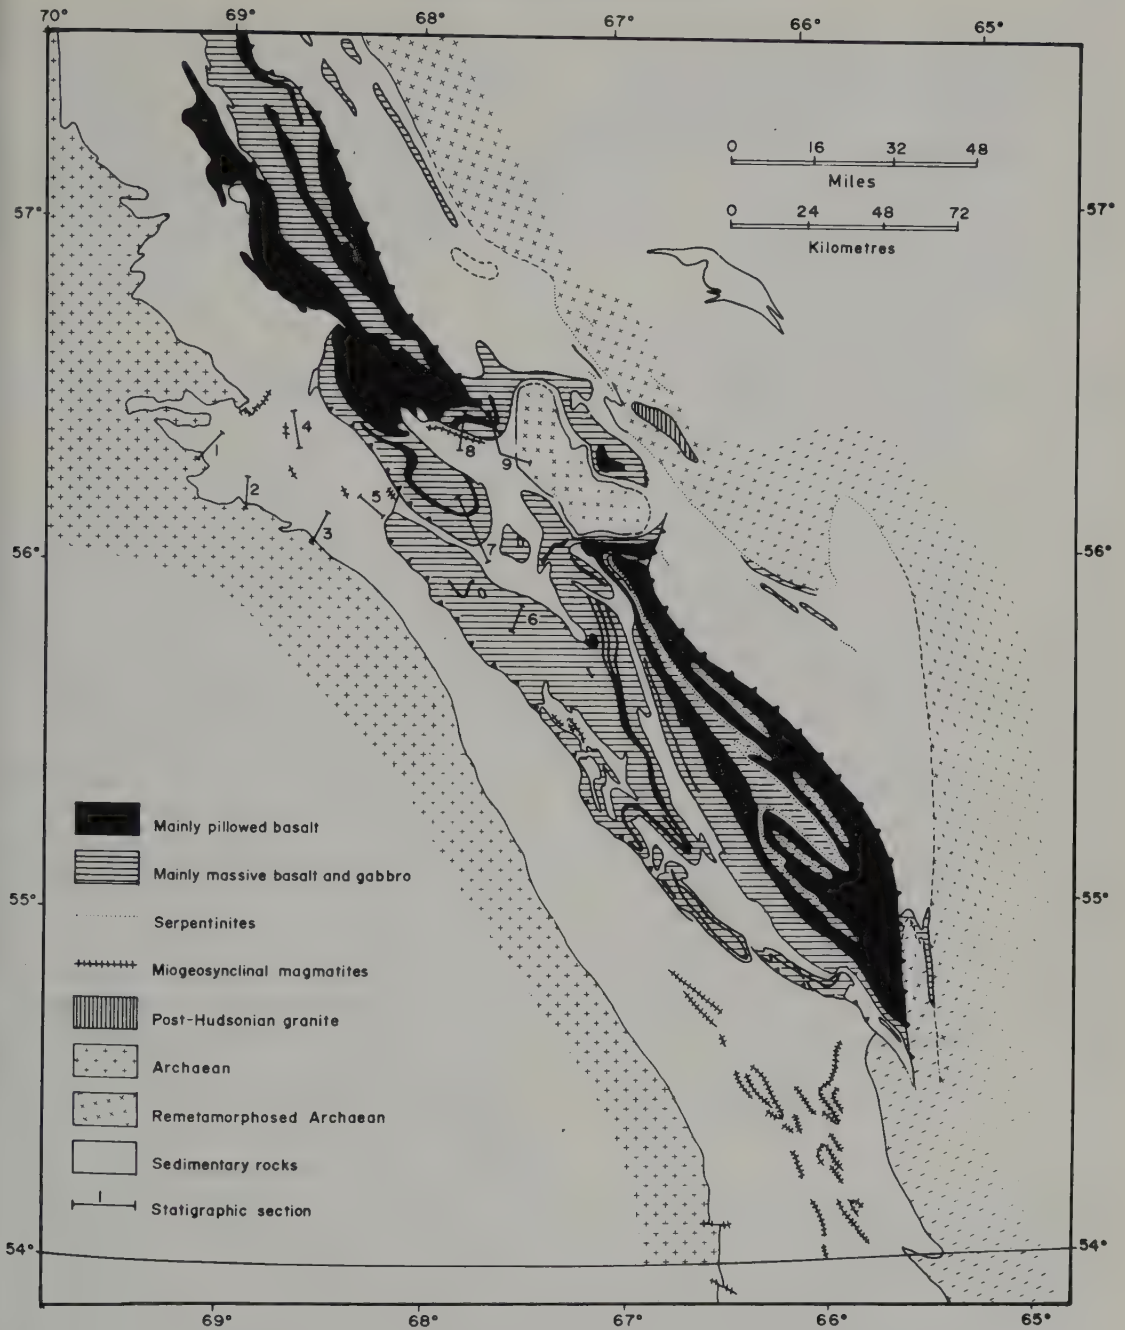 70° 69° 68° 67° 66° 65°
0 16 32 48
Miles
57° 57°
0 24 48 72
Kilometres
4
1
8
9
2
5
3
7
56° 56°
6
Mainly pillowed basalt
Mainly massive basalt and gabbro
55° 55°
Serpentinites
Miogeosynclinal magmatites
Post-Hudsonian granite
Archaean
Remetamorphosed Archaean
Sedimentary rocks
1
Statigraphic section
54° 54°
69° 68° 67° 66° 65°